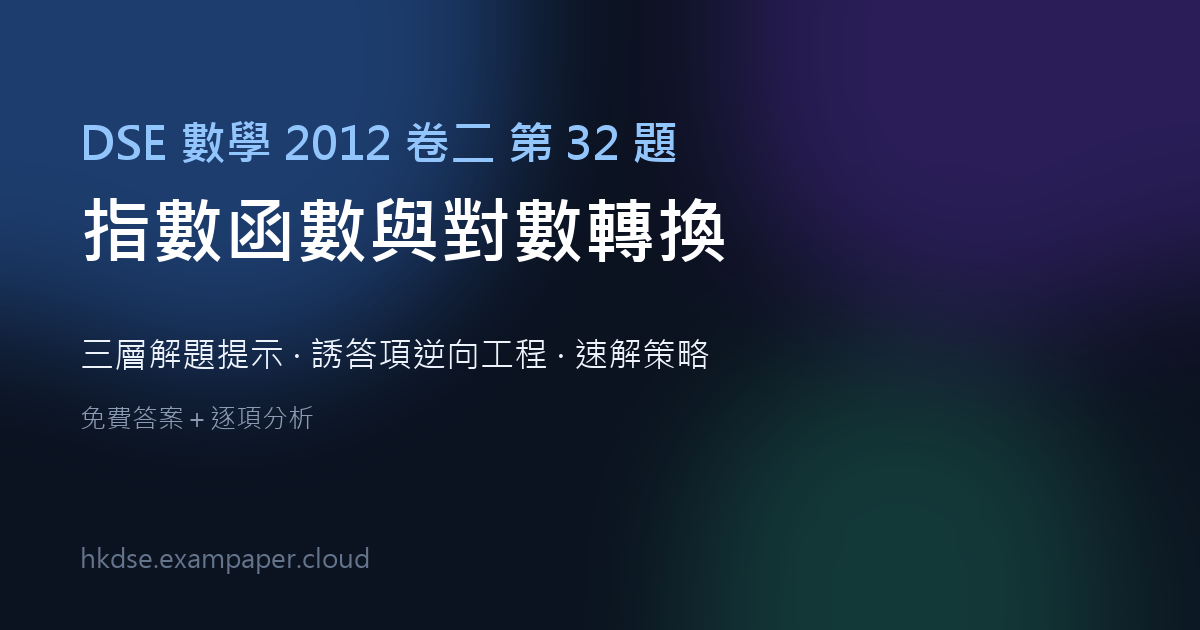 DSE 數學 2012 卷二 第 32 題
指數函數與對數轉換
三層解題提示 · 誘答項逆向工程 · 速解策略
免費答案 + 逐項分析
hkdse.exampaper.cloud